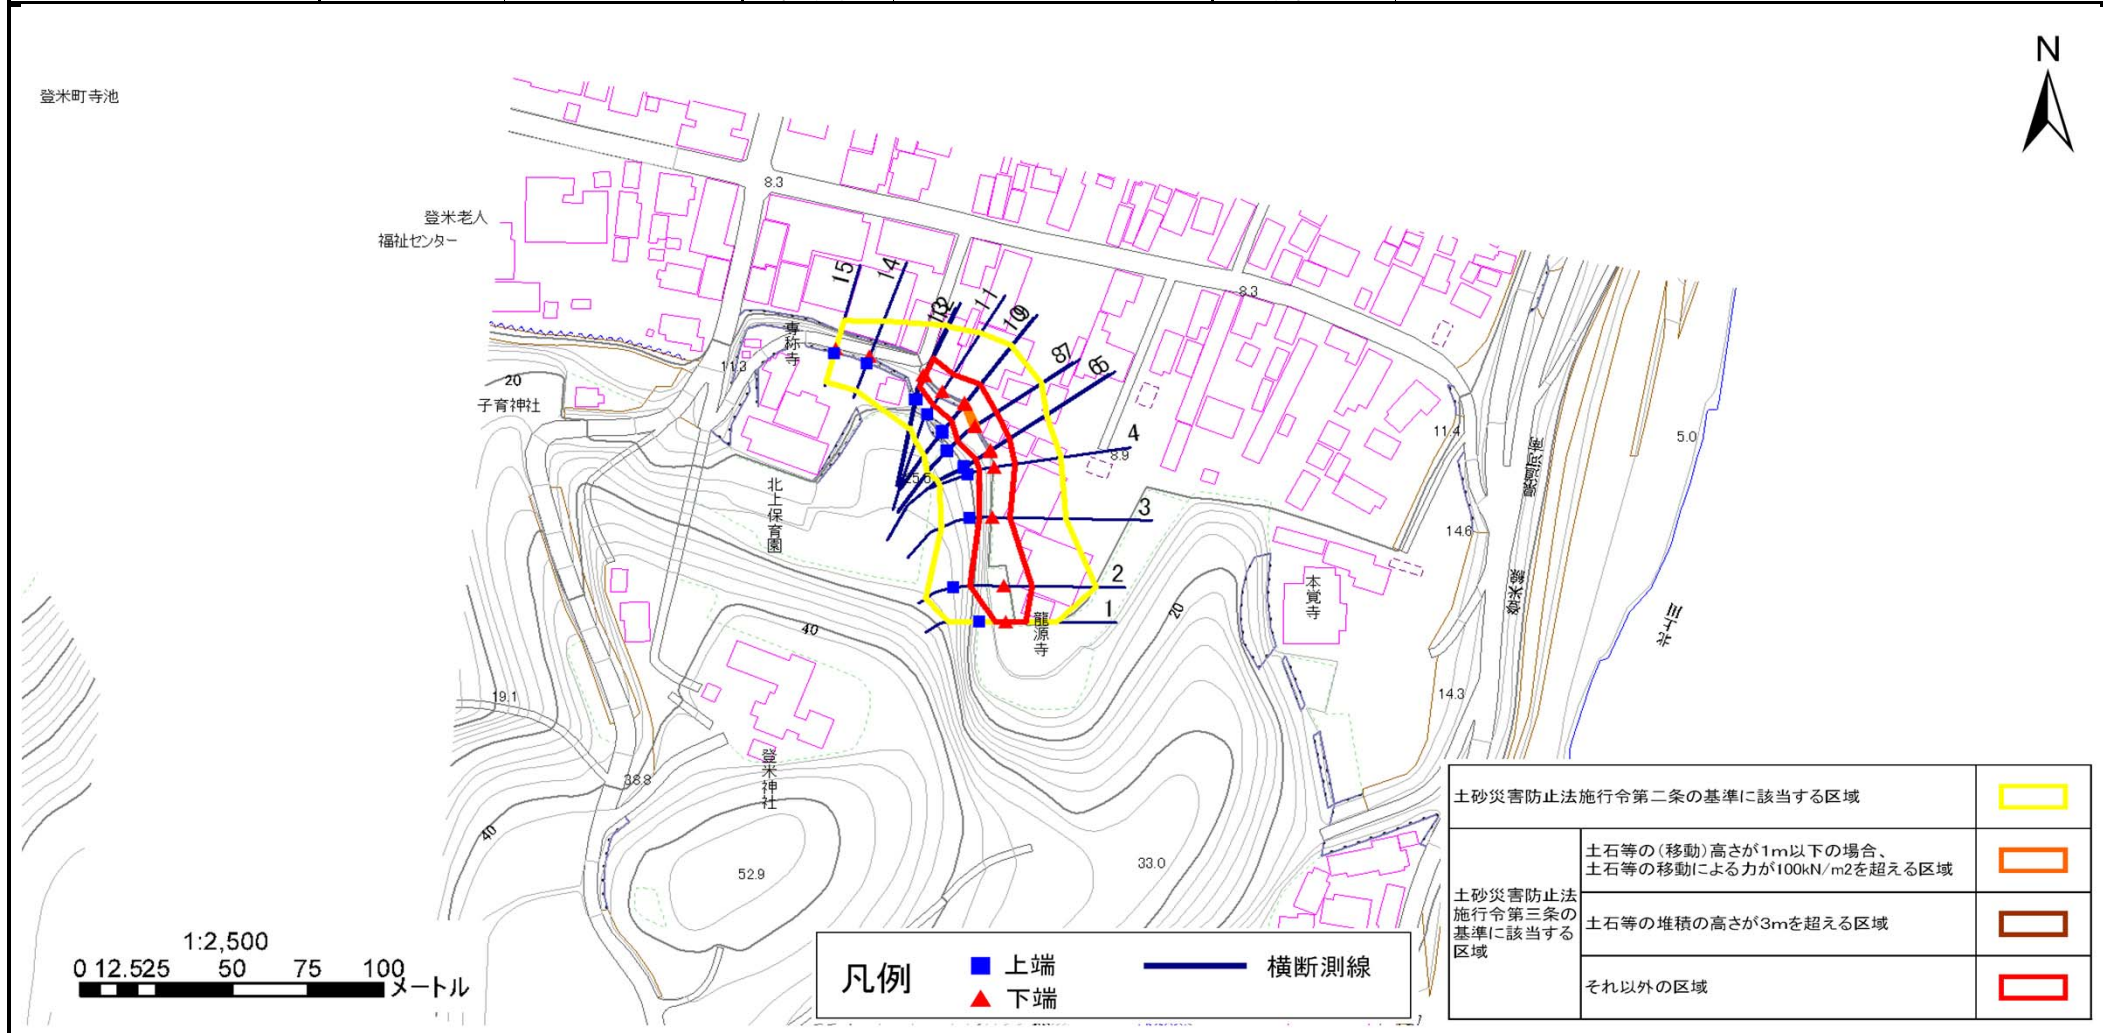 N
登米町寺池
8.3
登米老人
福祉センター
15
14
13
12
11
10
9
8.3
専称寺
8
7
6
5
11.3
20
子育神社
11.4
5.0
4
8.9
25.6
北上保育園
3
14.6
2
本覚寺
登米線
1
20
龍源寺
北上川
40
19.1
14.3
登米神社
38.8
40
52.9
33.0
1:2,500
0 12.525 50 75 100
メートル
凡例
上端
下端
横断測線
土砂災害防止法施行令第二条の基準に該当する区域
土砂災害防止法
施行令第三条の
基準に該当する
区域
土石等の(移動)高さが1m以下の場合、
土石等の移動による力が100kN/m2を超える区域
土石等の堆積の高さが3mを超える区域
それ以外の区域